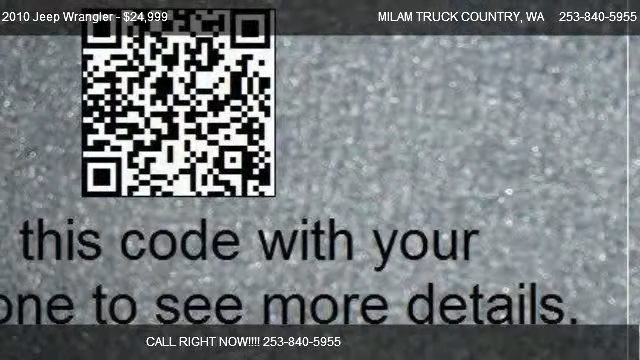 2010 Jeep Wrangler - $24,999 MILAM TRUCK COUNTRY, WA 253-840-5955
this code with your
one to see more details.
CALL RIGHT NOW!!!! 253-840-5955